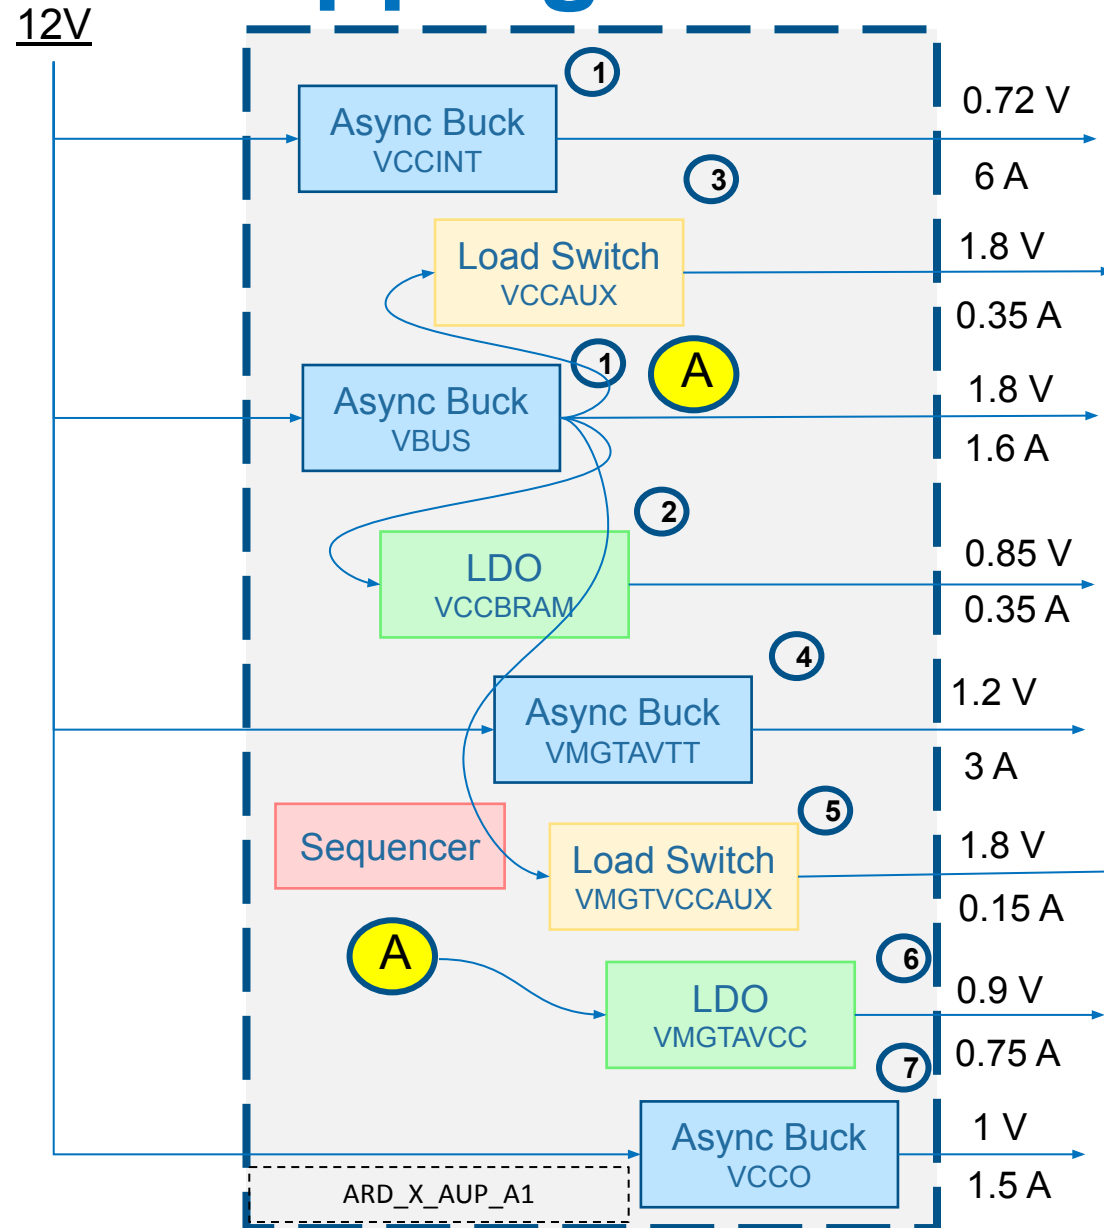 12V
1
Async Buck
VCCINT
0.72 V
6 A
3
Load Switch
VCCAUX
1.8 V
0.35 A
1
A
Async Buck
VBUS
1.8 V
1.6 A
2
LDO
VCCBRAM
0.85 V
0.35 A
4
Async Buck
VMGTAVTT
1.2 V
3 A
5
Sequencer
Load Switch
VMGTVCCAUX
1.8 V
0.15 A
A
6
LDO
VMGTAVCC
0.9 V
0.75 A
7
Async Buck
VCCO
1 V
1.5 A
ARD_X_AUP_A1